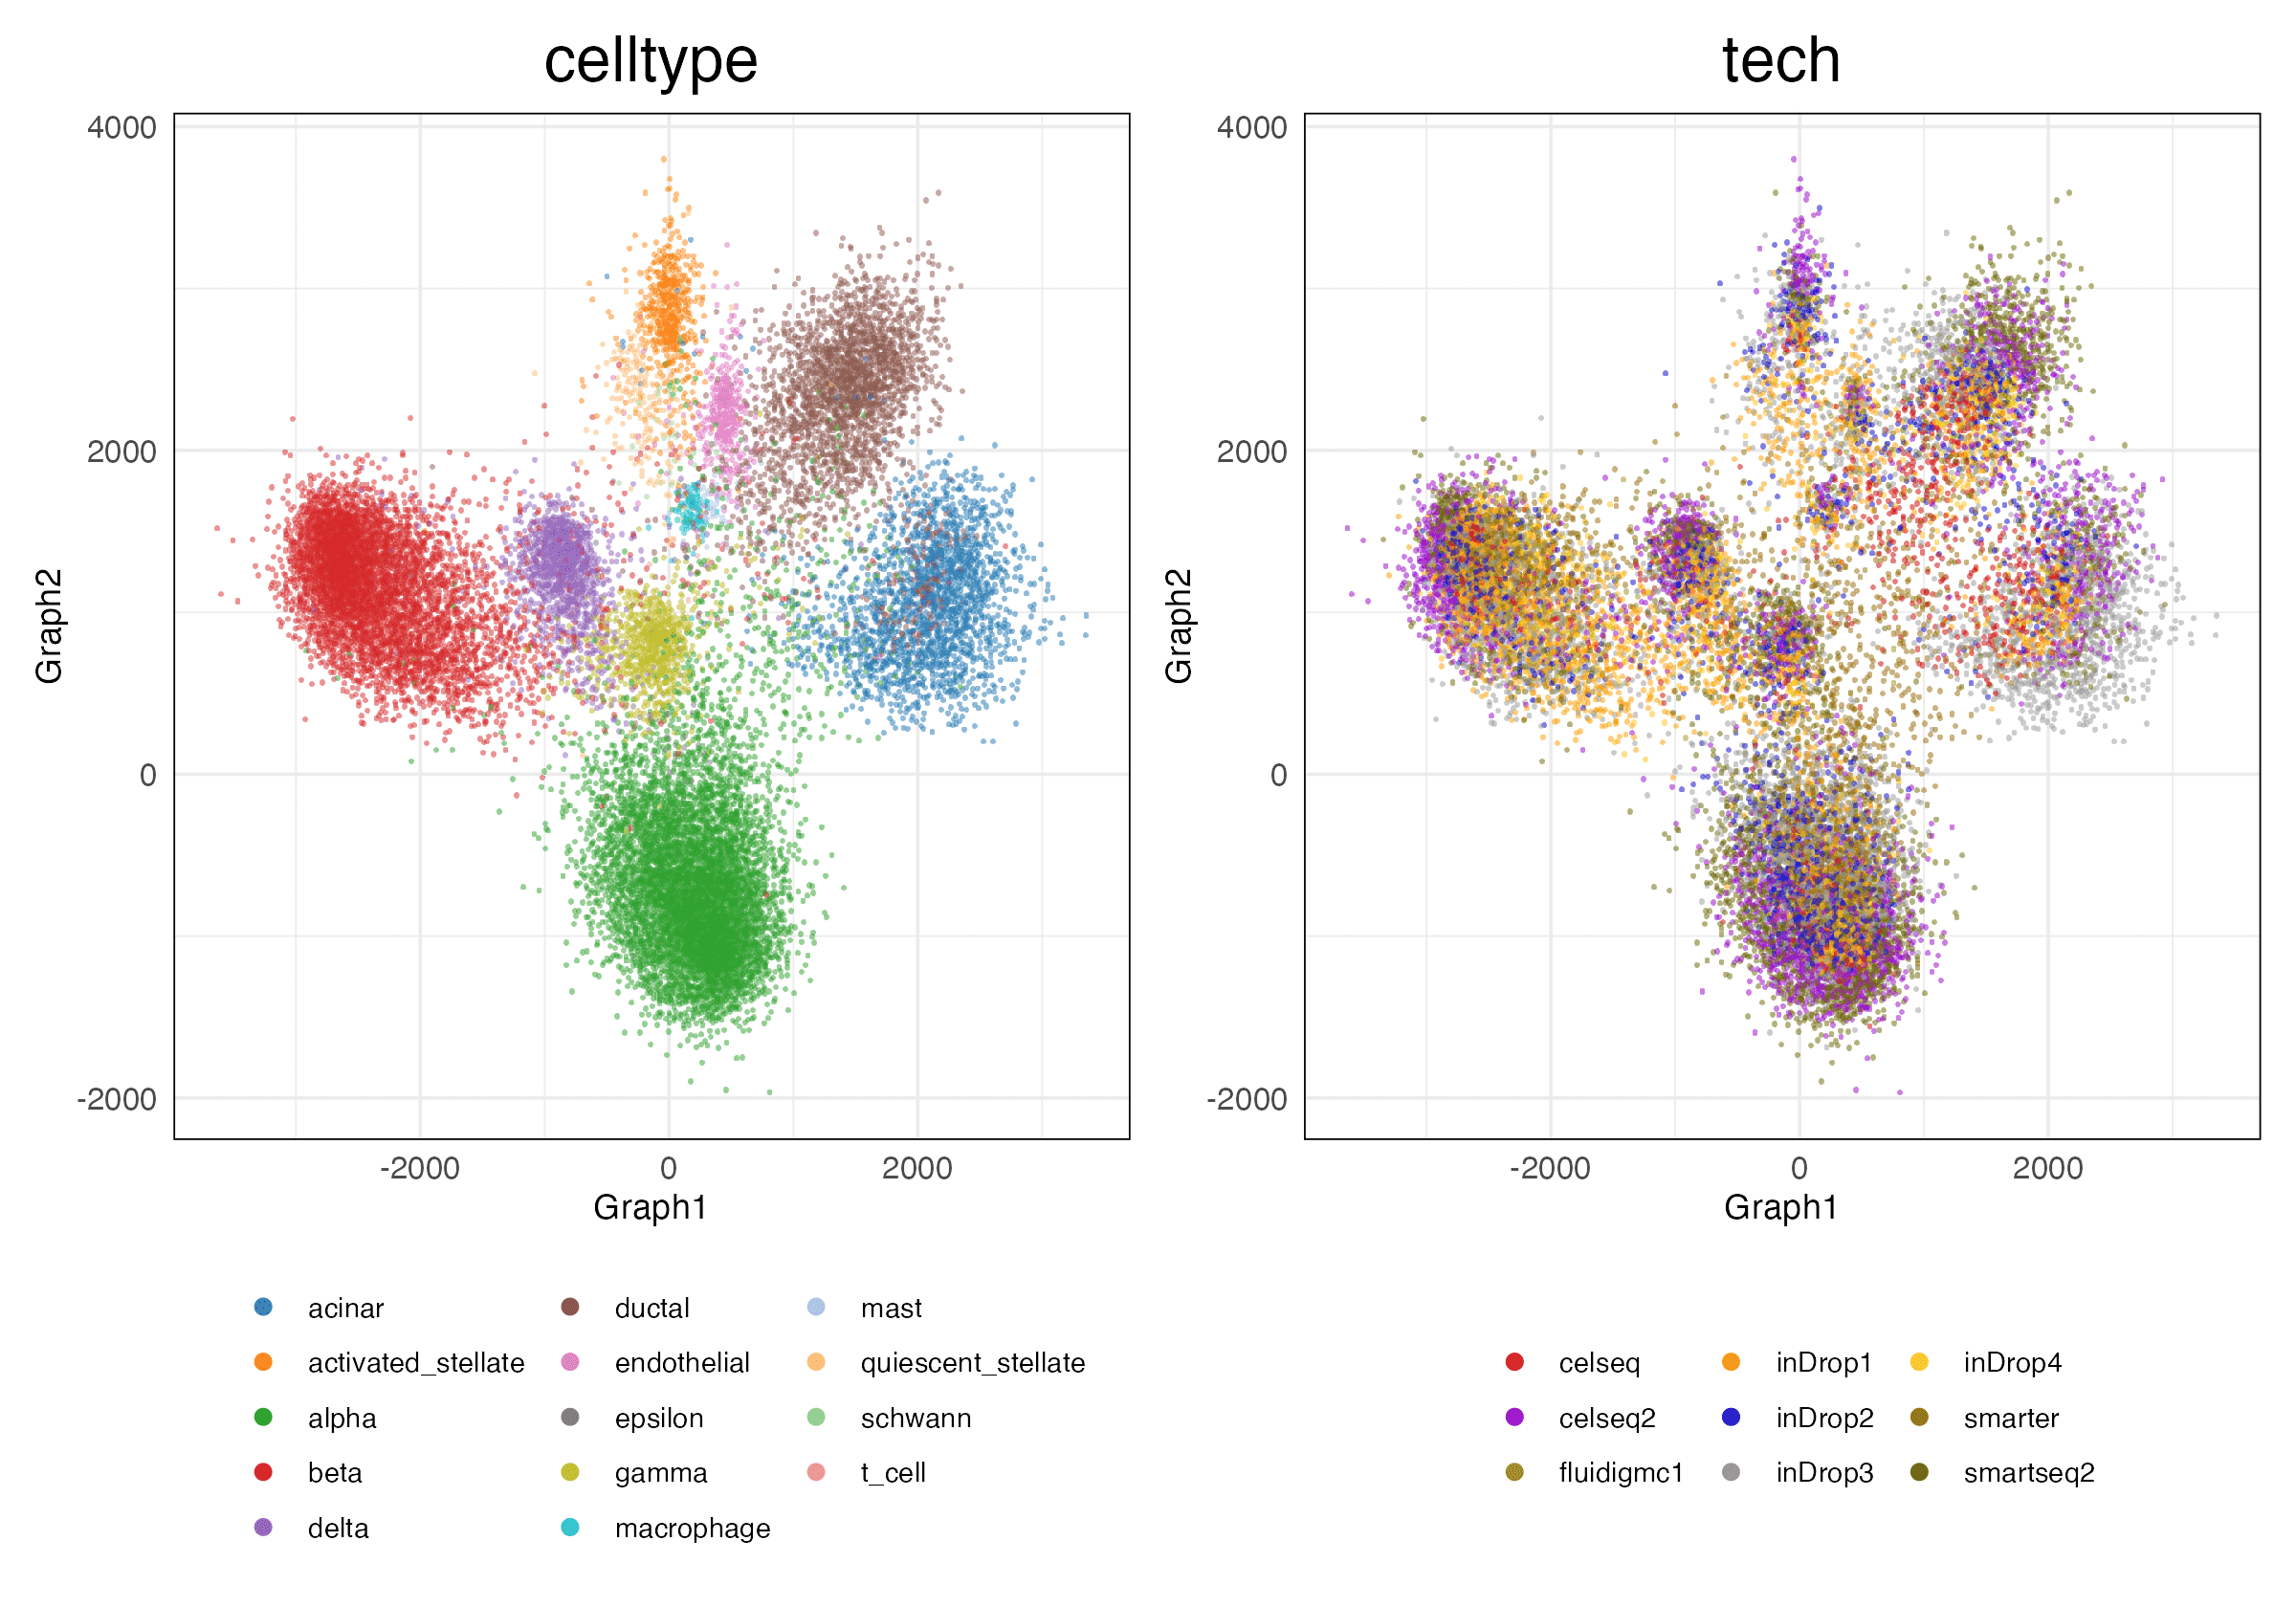 celltype
4000
2000
0
-2000
Graph2
-2000 0 2000
Graph1
acinar
activated_stellate
alpha
beta
delta
ductal
endothelial
epsilon
gamma
macrophage
mast
quiescent_stellate
schwann
t_cell
tech
4000
2000
0
-2000
Graph2
-2000 0 2000
Graph1
celseq
celseq2
fluidigmc1
inDrop1
inDrop2
inDrop3
inDrop4
smarter
smartseq2